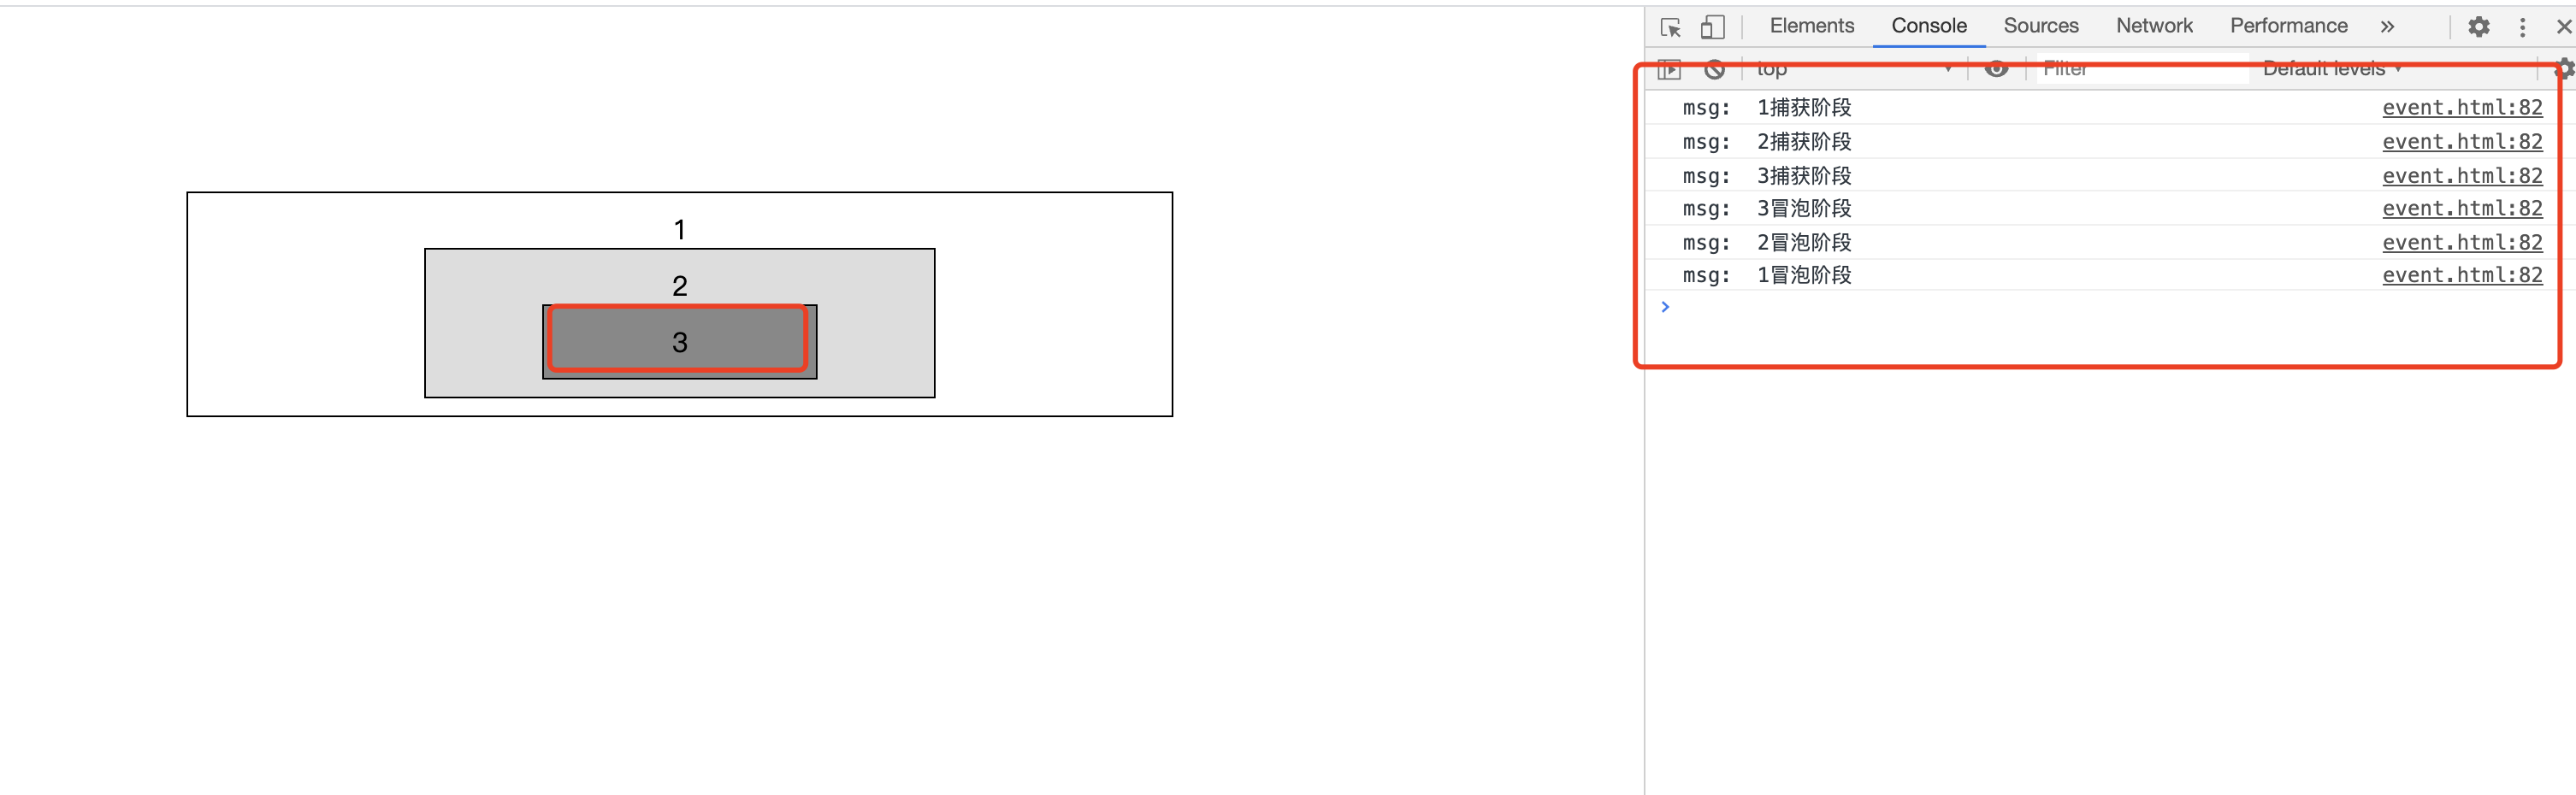 Elements Console Sources Network Performance »
top Filter Default levels
msg: 1捕获阶段 event.html:82
msg: 2捕获阶段 event.html:82
msg: 3捕获阶段 event.html:82
msg: 3冒泡阶段 event.html:82
msg: 2冒泡阶段 event.html:82
msg: 1冒泡阶段 event.html:82
1
2
3